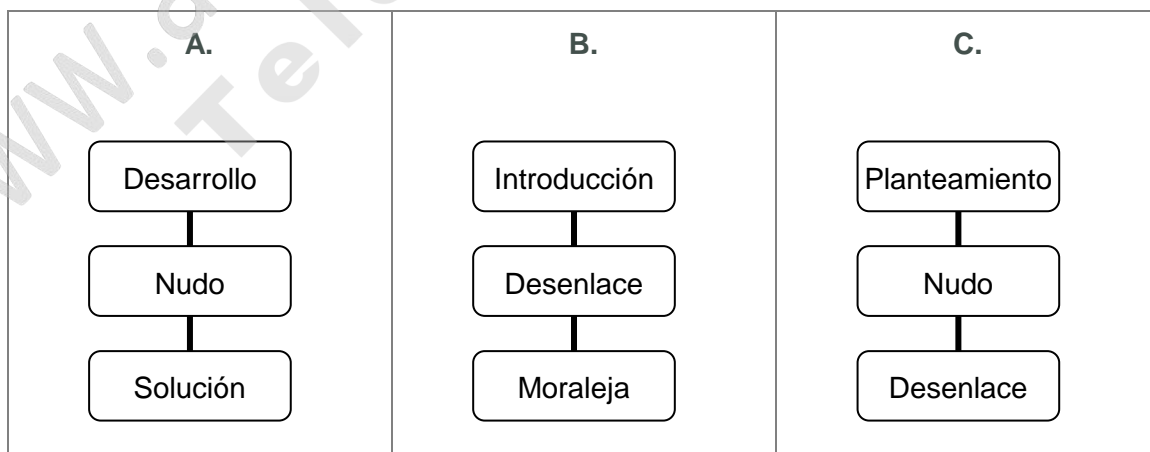 A.
B.
C.
Desarrollo
Nudo
Solución
Introducción
Desenlace
Moraleja
Planteamiento
Nudo
Desenlace